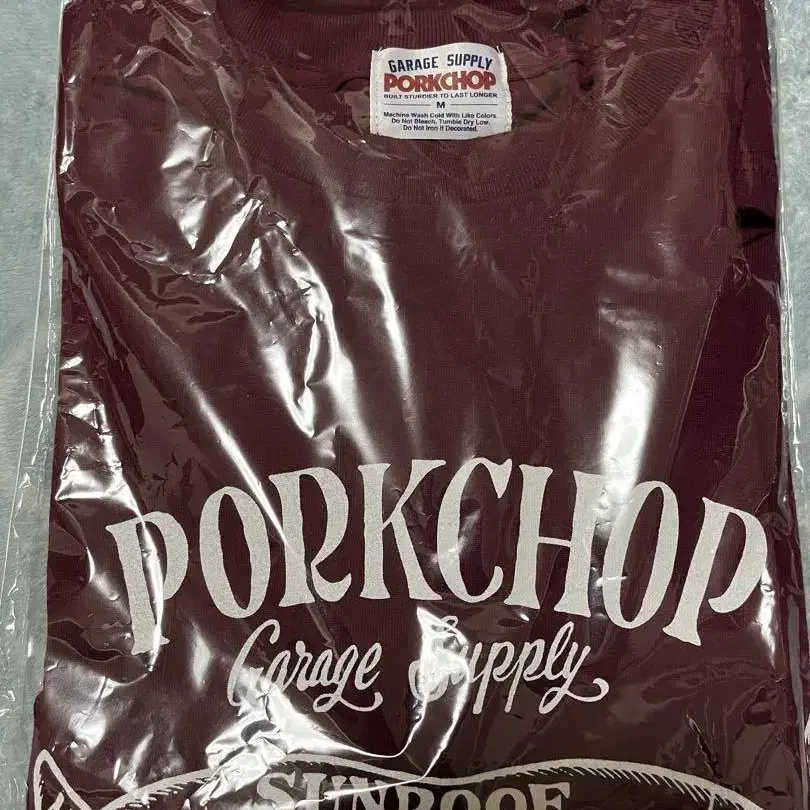 GARAGE SUPPLY
PORKCHOP
BUILT STURDIER TO LAST LONGER
M
Machine Wash Cold With Like Colors.
Do Not Bleach. Tumble Dry Low.
Do Not Iron If Decorated.
PORKCHOP
Garage Supply
SUNROOF